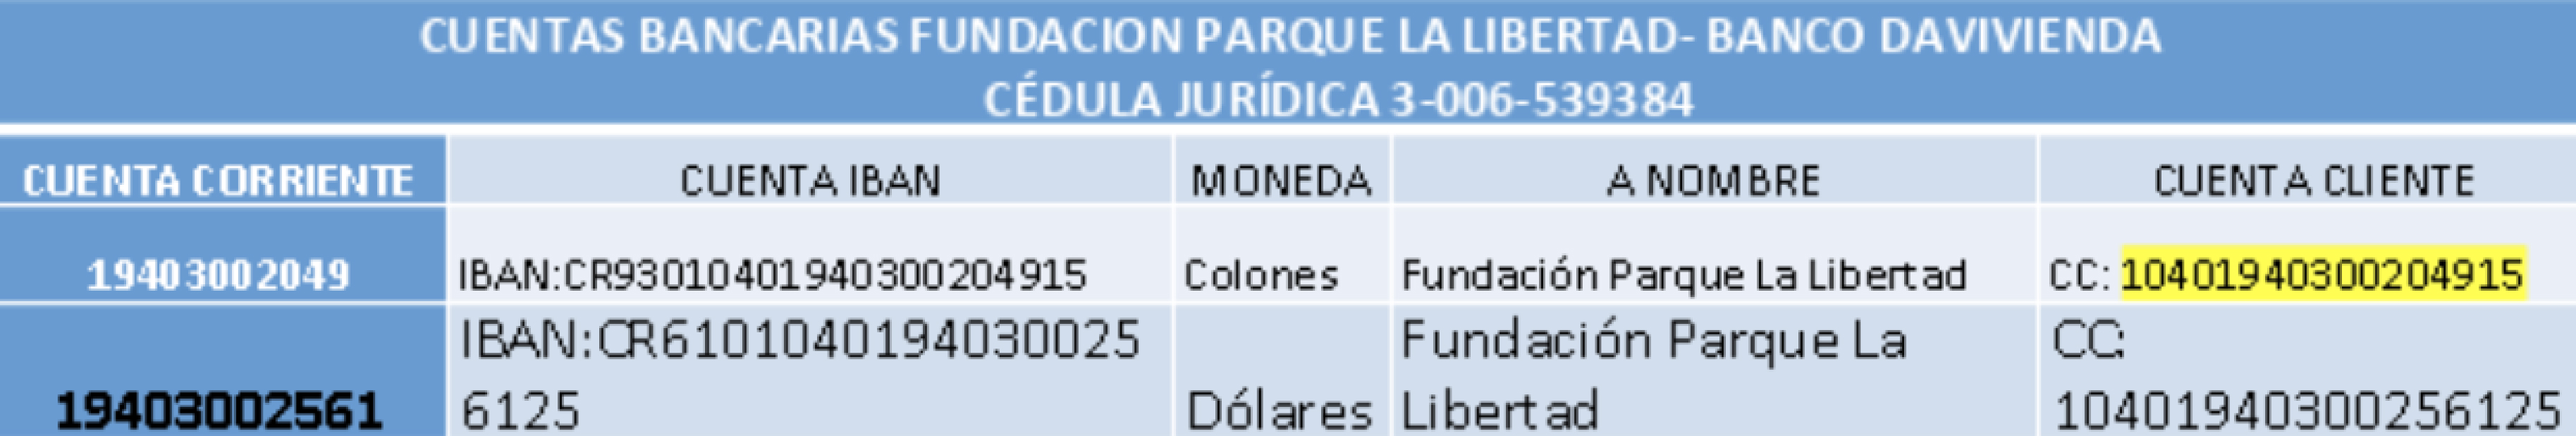 CUENTAS BANCARIAS FUNDACION PARQUE LA LIBERTAD- BANCO DAVIVIENDA
CÉDULA JURÍDICA 3-006-539384
CUENTA CORRIENTE CUENTA IBAN MONEDA A NOMBRE CUENTA CLIENTE
19403002049 IBAN:CR93010401940300204915 Colones Fundación Parque La Libertad CC: 10401940300204915
IBAN:CR6101040194030025 Fundación Parque La CC:
19403002561 6125 Dólares Libertad 10401940300256125